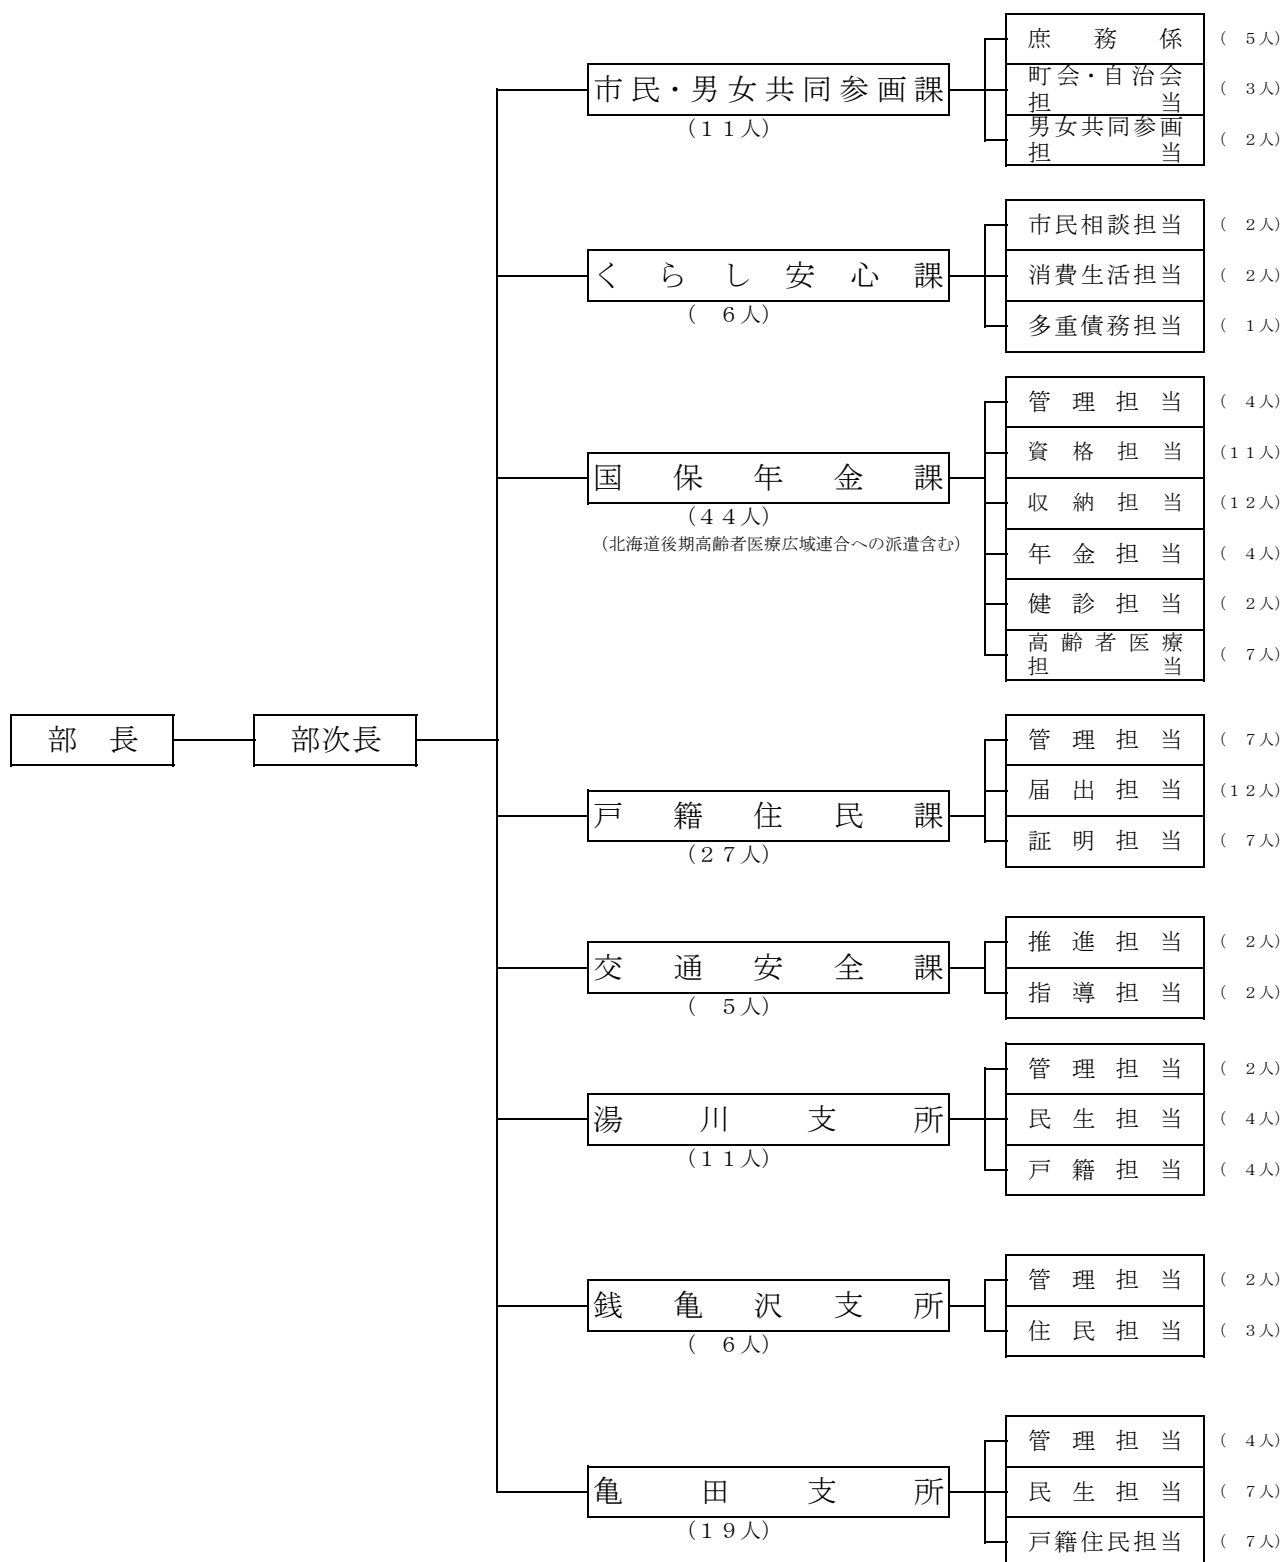 部長
部次長
市民・男女共同参画課
(11人)
庶務係
( 5人)
町会・自治会
担当
( 3人)
男女共同参画
担当
( 2人)
くらし安心課
( 6人)
市民相談担当
( 2人)
消費生活担当
( 2人)
多重債務担当
( 1人)
国保年金課
(44人)
(北海道後期高齢者医療広域連合への派遣含む)
管理担当
( 4人)
資格担当
(11人)
収納担当
(12人)
年金担当
( 4人)
健診担当
( 2人)
高齢者医療
担当
( 7人)
戸籍住民課
(27人)
管理担当
( 7人)
届出担当
(12人)
証明担当
( 7人)
交通安全課
( 5人)
推進担当
( 2人)
指導担当
( 2人)
湯川支所
(11人)
管理担当
( 2人)
民生担当
( 4人)
戸籍担当
( 4人)
銭亀沢支所
( 6人)
管理担当
( 2人)
住民担当
( 3人)
亀田支所
(19人)
管理担当
( 4人)
民生担当
( 7人)
戸籍住民担当
( 7人)